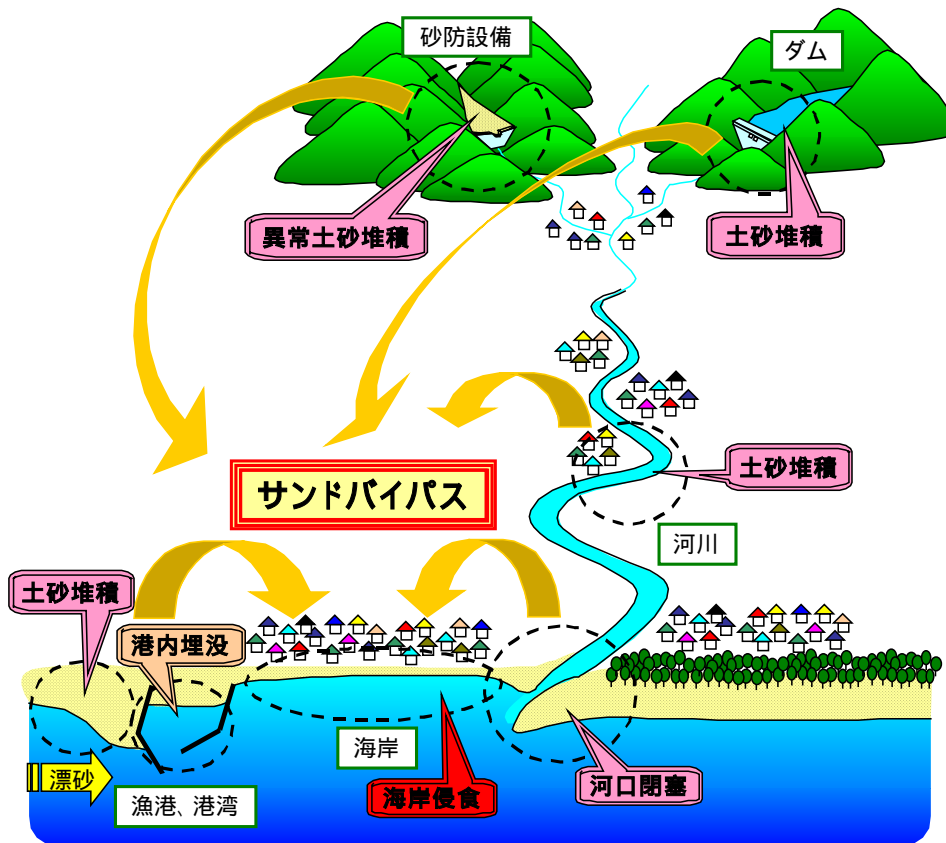 砂防設備
ダム
異常土砂堆積
土砂堆積
土砂堆積
サンドバイパス
河川
土砂堆積
港内埋没
海岸
漂砂
漁港、港湾
海岸侵食
河口閉塞